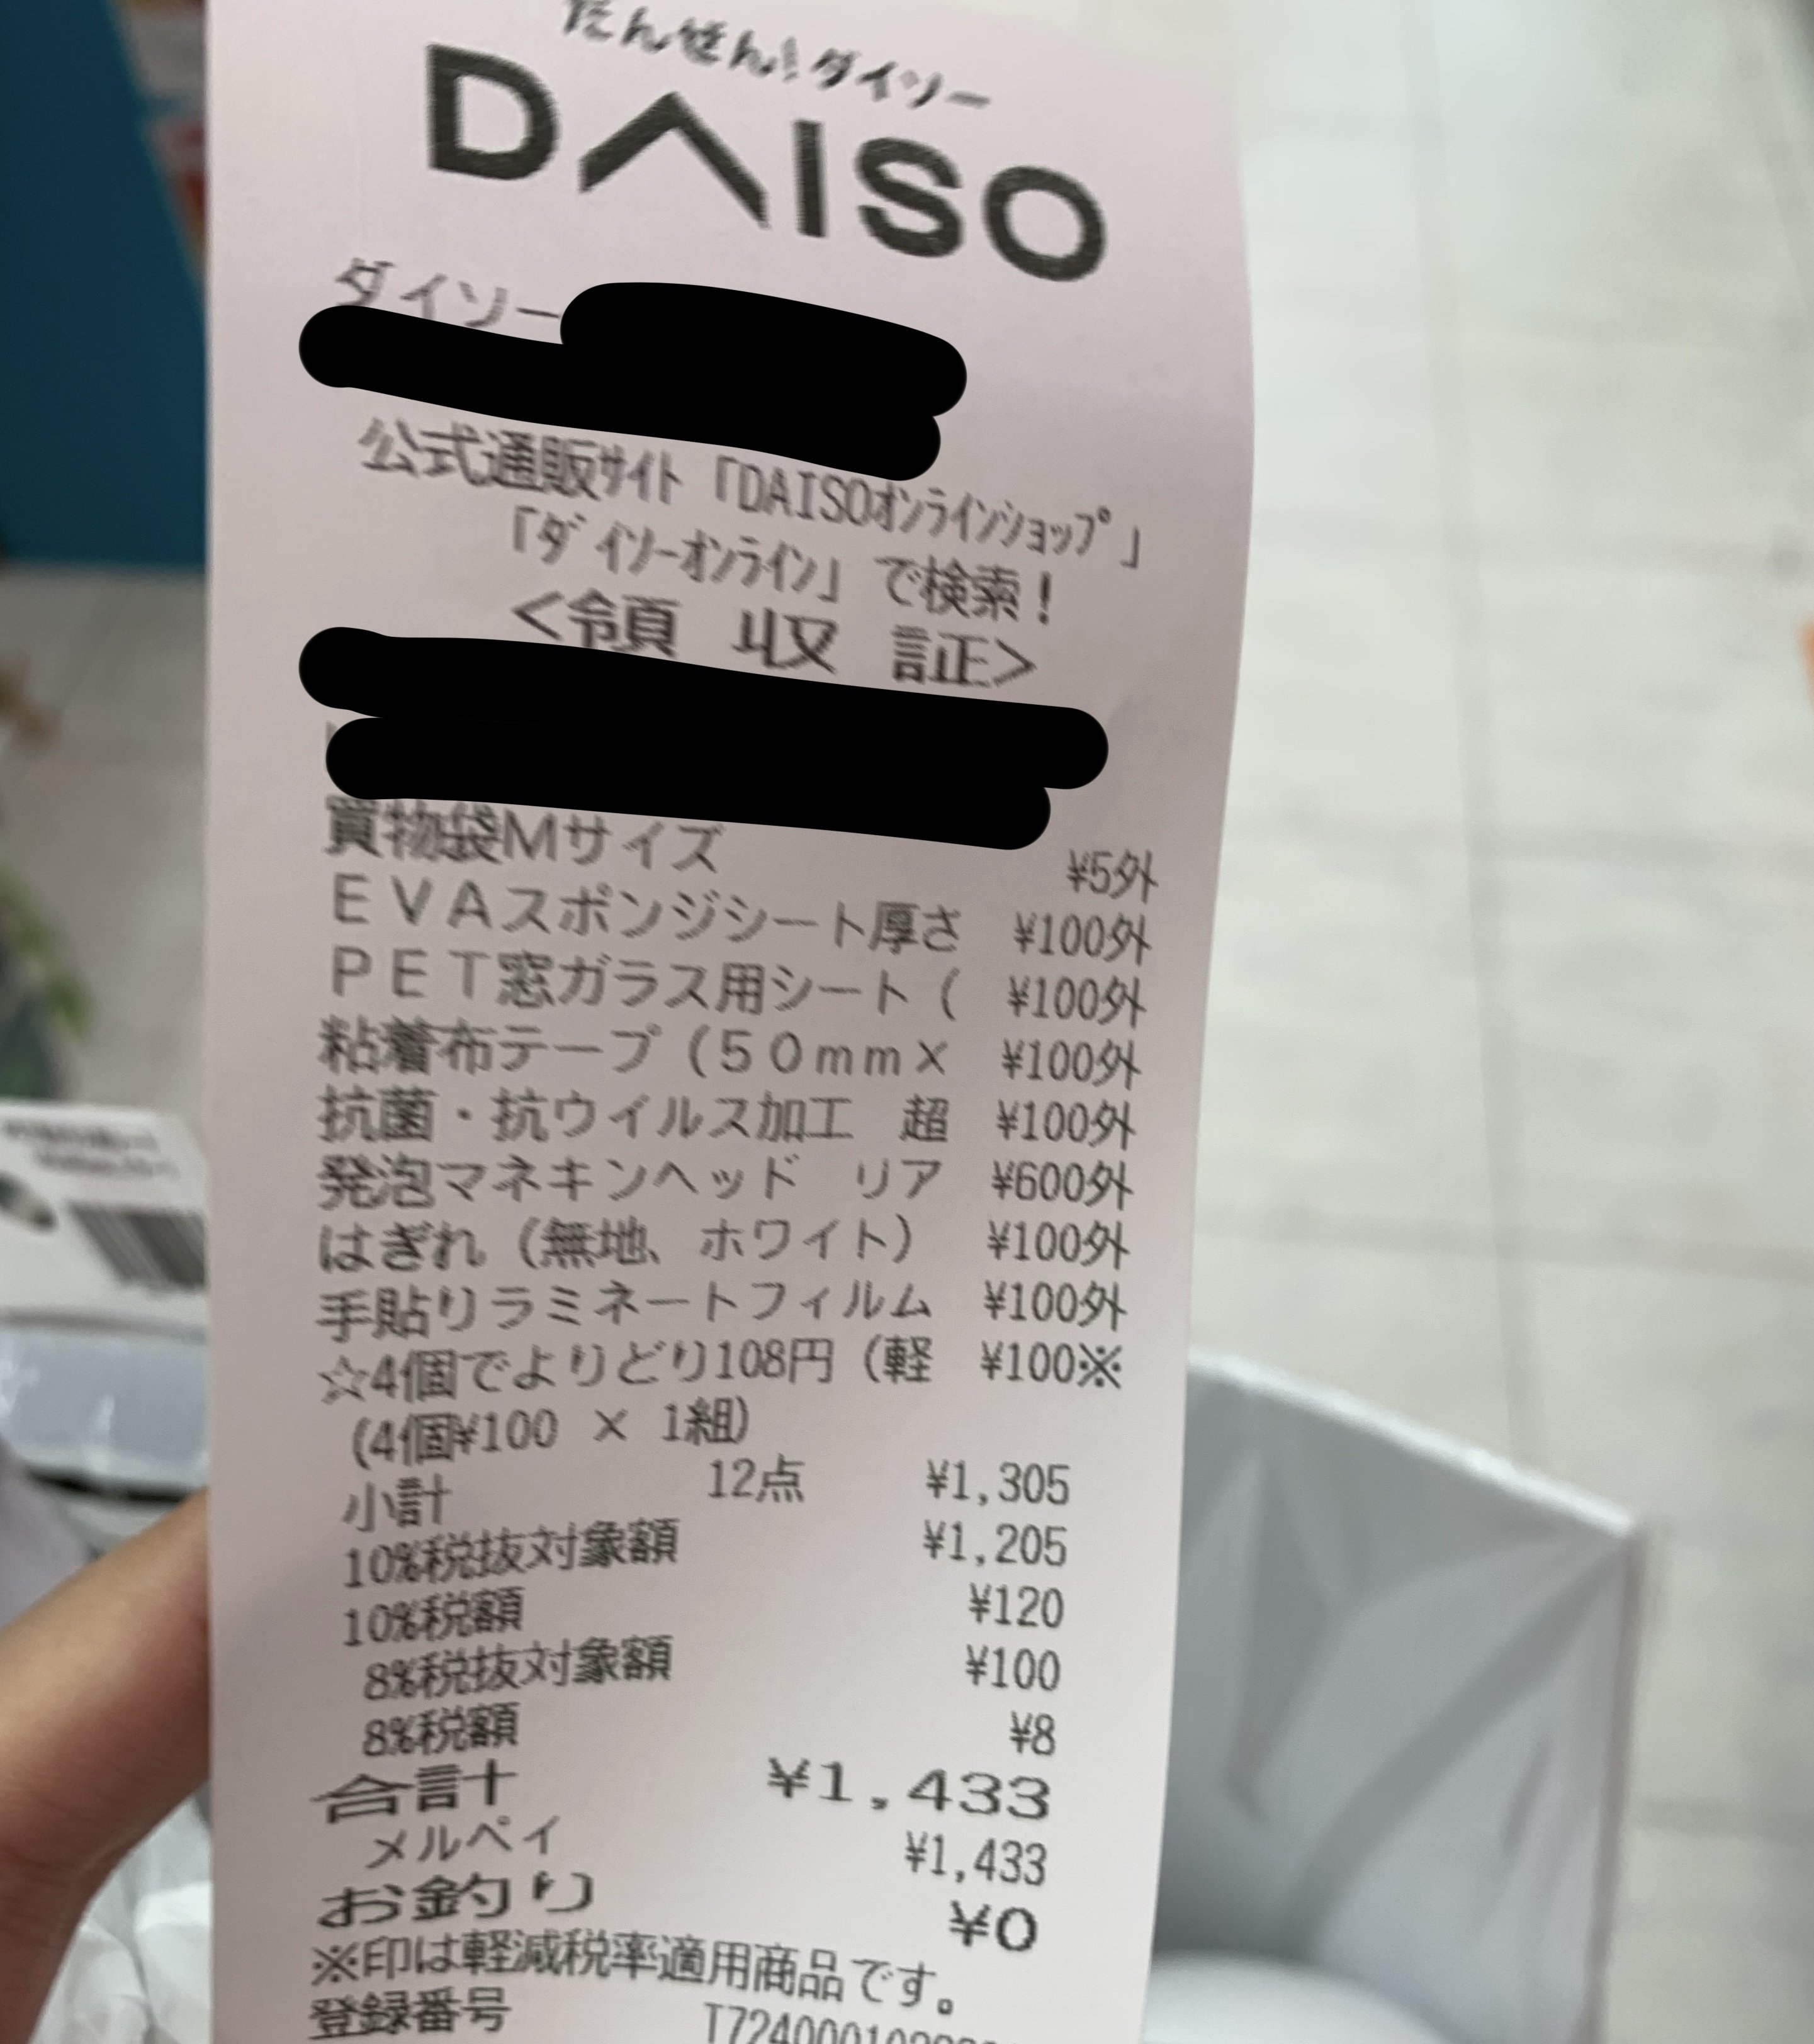 だんぜん!ダイソー
DAISO
ダイソー
公式通販サイト「DAISOオンラインショップ」
「ダイソーオンライン」で検索!
<領 収 証>
買物袋Mサイズ ¥5外
EVAスポンジシート厚さ ¥100外
PET窓ガラス用シート( ¥100外
粘着布テープ(50mm× ¥100外
抗菌・抗ウイルス加工 超 ¥100外
発泡マネキンヘッド リア ¥600外
はぎれ(無地、ホワイト) ¥100外
手貼りラミネートフィルム ¥100外
☆4個でよりどり108円(軽 ¥100※
(4個¥100 × 1組)
小計 12点 ¥1,305
10%税抜対象額 ¥1,205
10%税額 ¥120
8%税抜対象額 ¥100
8%税額 ¥8
合計 ¥1,433
メルペイ ¥1,433
お釣り ¥0
※印は軽減税率適用商品です。
登録番号